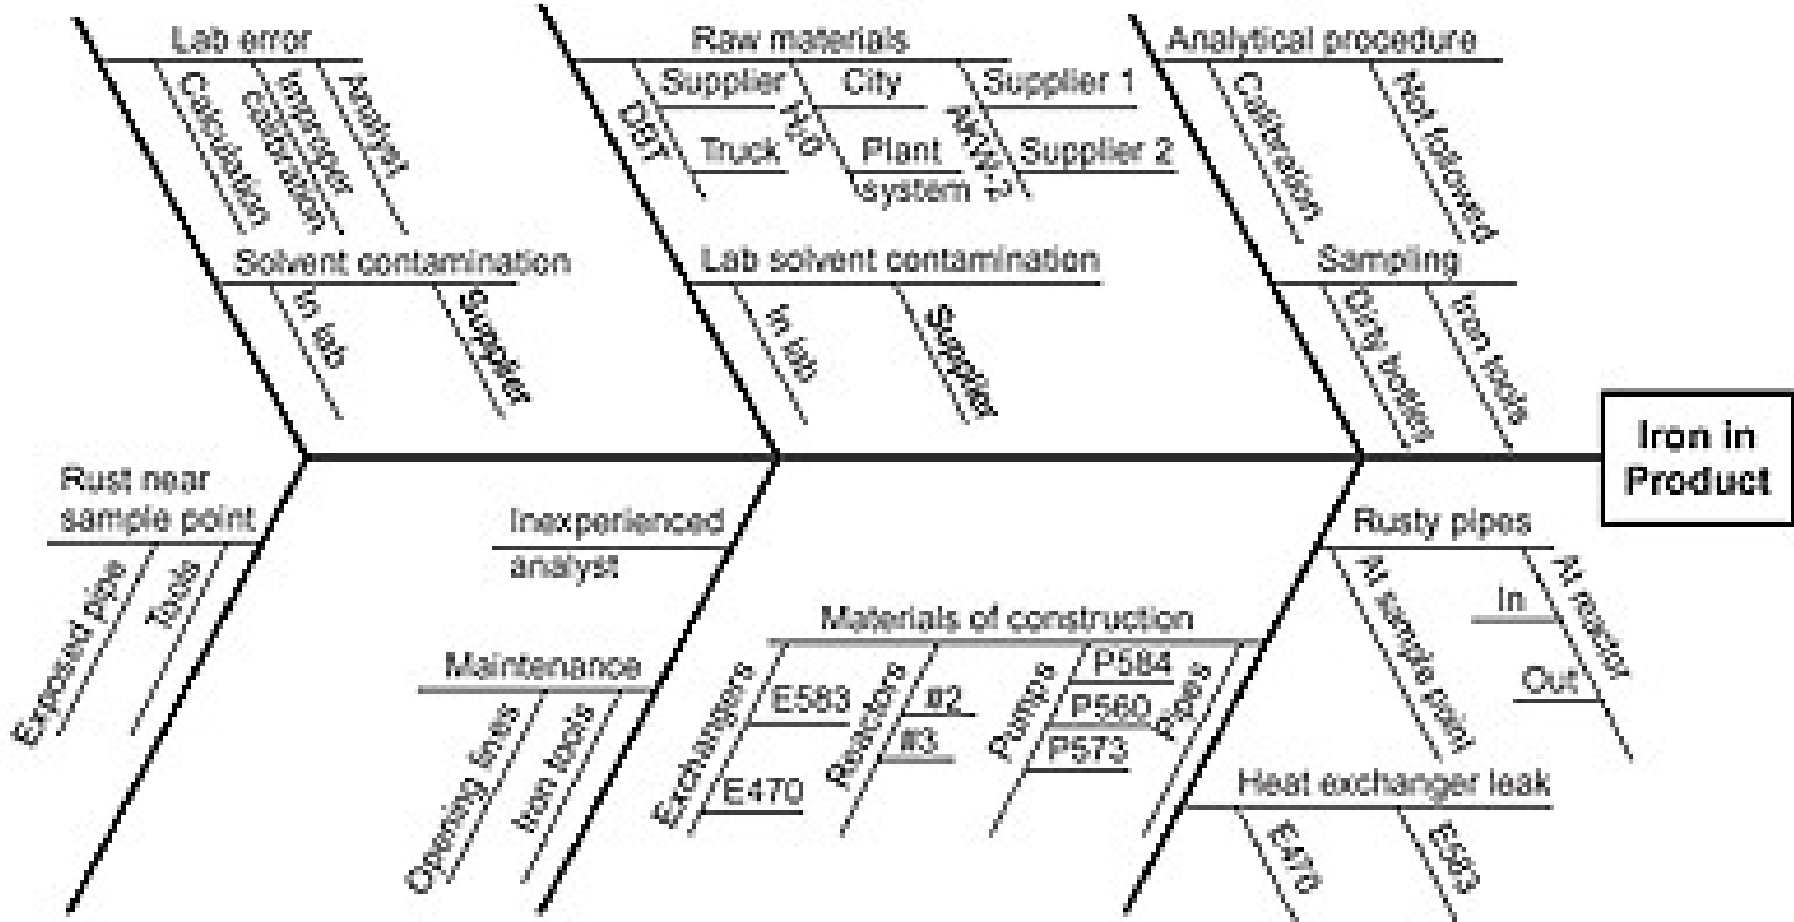 Lab error
Calculation
Improper
calibration
Analyst
Solvent contamination
In lab
Supplier
Raw materials
DBT
Supplier
Truck
H₂0
City
Plant
system
Supplier 1
Supplier 2
Lab solvent contamination
In lab
Supplier
Analytical procedure
Calibration
Not followed
Sampling
Dirty bottles
Iron tools
Iron in
Product
Rust near
sample point
Exposed pipe
Tools
Inexperienced
analyst
Maintenance
Opening lines
Iron tools
Materials of construction
Exchangers
E583
E470
Reactors
#2
#3
Pumps
P584
P560
P573
Pipes
Rusty pipes
At sample point
At reactor
In
Out
Heat exchanger leak
E470
E583